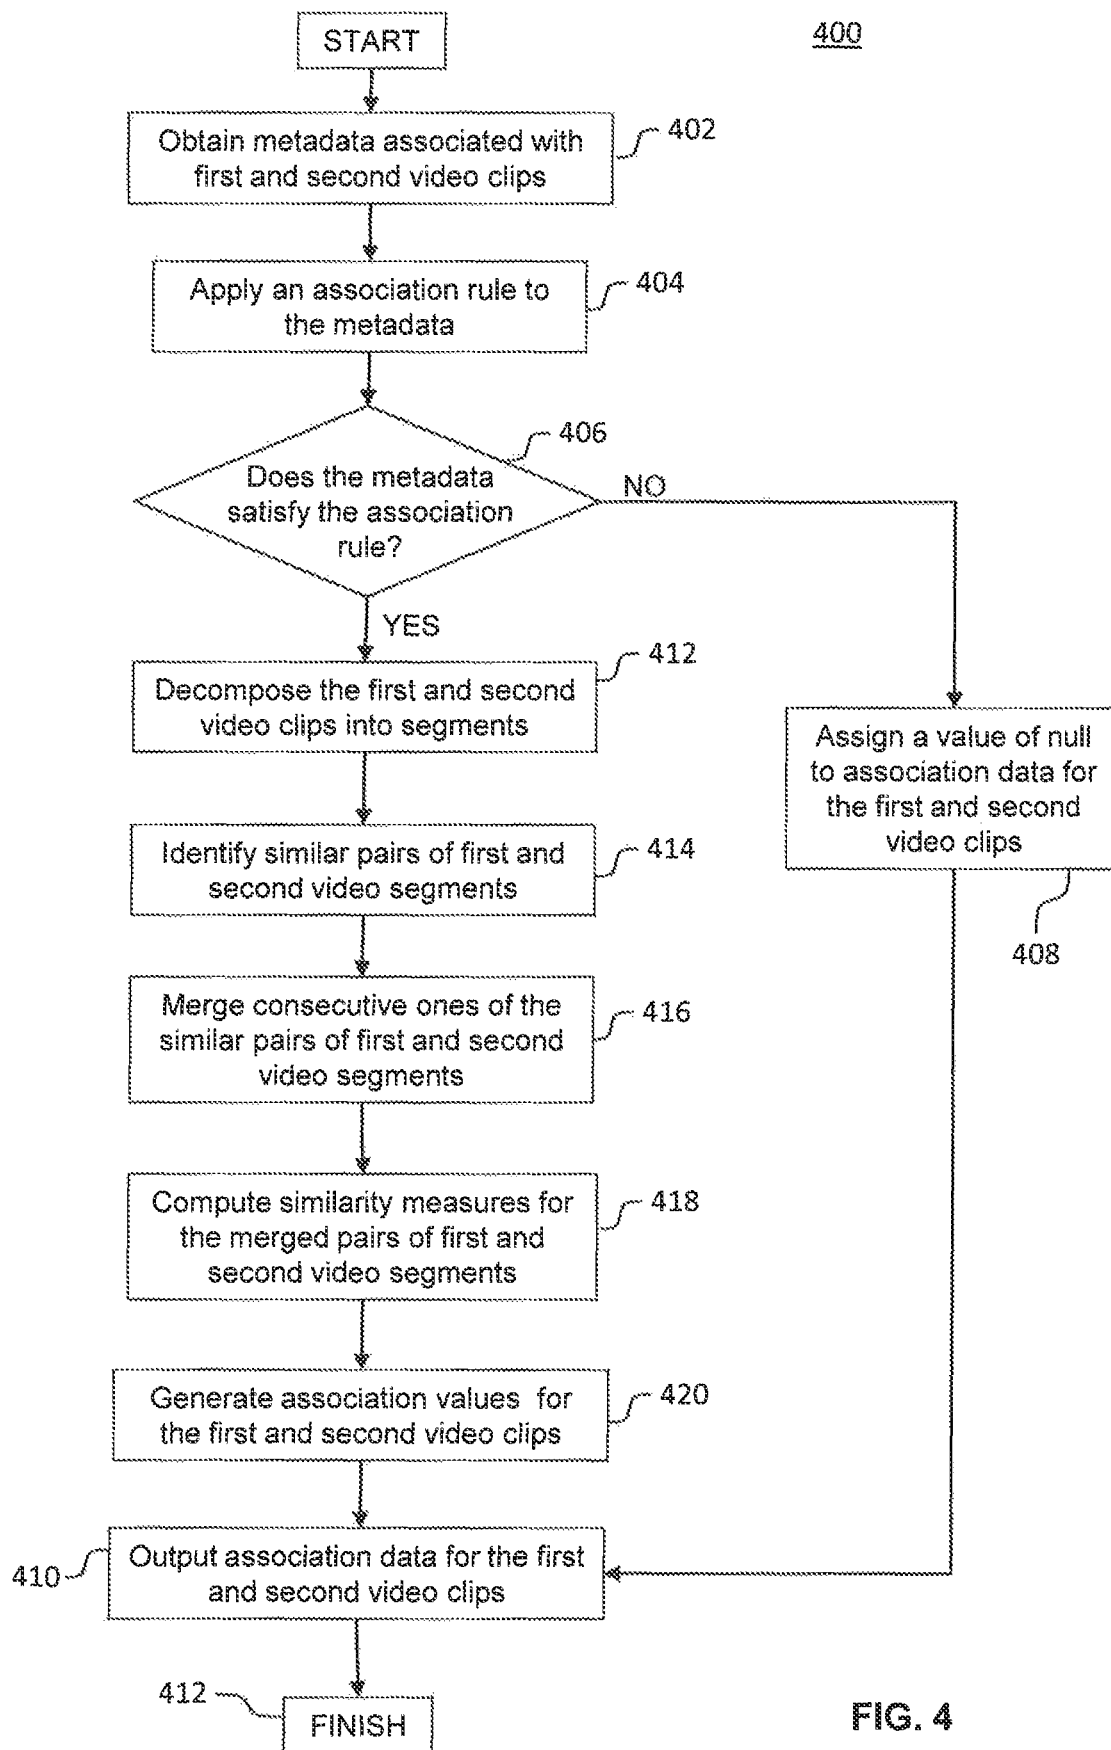 START
400
Obtain metadata associated with
first and second video clips
402
Apply an association rule to
the metadata
404
406
Does the metadata
satisfy the association
rule?
NO
YES
Decompose the first and second
video clips into segments
412
Assign a value of null
to association data for
the first and second
video clips
408
Identify similar pairs of first and
second video segments
414
Merge consecutive ones of the
similar pairs of first and second
video segments
416
Compute similarity measures for
the merged pairs of first and
second video segments
418
Generate association values for
the first and second video clips
420
Output association data for the first
and second video clips
410
412
FINISH
FIG. 4